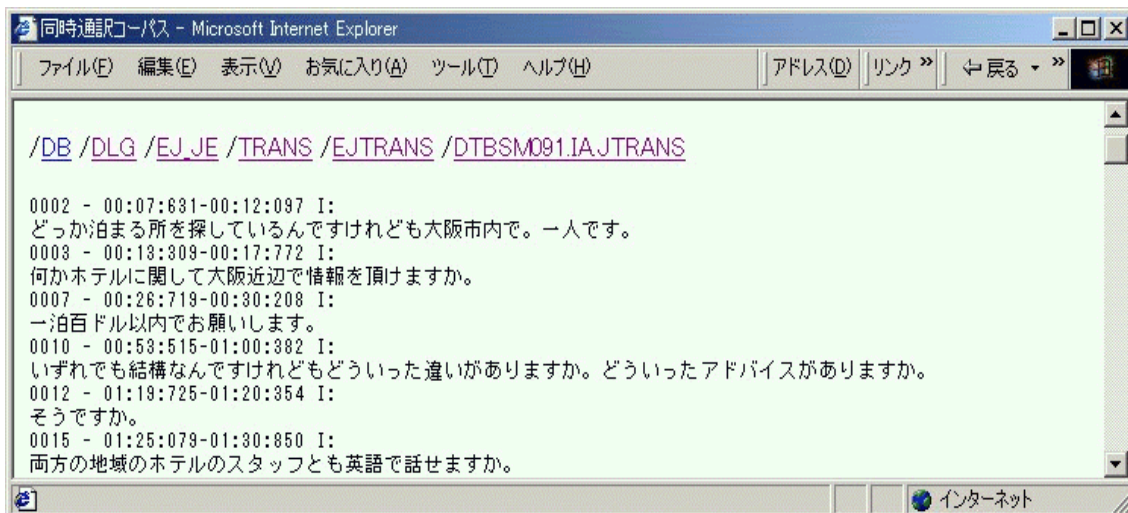 同時通訳コーパス - Microsoft Internet Explorer
ファイル(F) 編集(E) 表示(V) お気に入り(A) ツール(T) ヘルプ(H) アドレス(D) リンク » 戻る »
/DB /DLG /EJ_JE /TRANS /EJTRANS /DTBSM091.IA.JTRANS
0002 - 00:07:631-00:12:097 I:
どっか泊まる所を探しているんですけれども大阪市内で。一人です。
0003 - 00:13:309-00:17:772 I:
何かホテルに関して大阪近辺で情報を頂けますか。
0007 - 00:26:719-00:30:208 I:
一泊百ドル以内でお願いします。
0010 - 00:53:515-01:00:382 I:
いずれでも結構なんですけれどもどういった違いがありますか。どういったアドバイスがありますか。
0012 - 01:19:725-01:20:354 I:
そうですか。
0015 - 01:25:079-01:30:850 I:
両方の地域のホテルのスタッフとも英語で話せますか。
インターネット